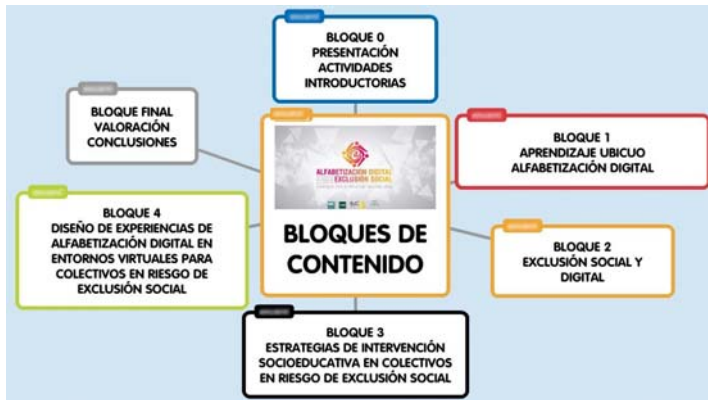 BLOQUE 0
PRESENTACIÓN
ACTIVIDADES
INTRODUCTORIAS
BLOQUE FINAL
VALORACIÓN
CONCLUSIONES
ALFABETIZACIÓN DIGITAL
EXCLUSIÓN SOCIAL
BLOQUES DE
CONTENIDO
BLOQUE 1
APRENDIZAJE UBICUO
ALFABETIZACIÓN DIGITAL
BLOQUE 2
EXCLUSIÓN SOCIAL Y
DIGITAL
BLOQUE 3
ESTRATEGIAS DE INTERVENCIÓN
SOCIOEDUCATIVA EN COLECTIVOS
EN RIESGO DE EXCLUSIÓN SOCIAL
BLOQUE 4
DISEÑO DE EXPERIENCIAS DE
ALFABETIZACIÓN DIGITAL EN
ENTORNOS VIRTUALES PARA
COLECTIVOS EN RIESGO DE
EXCLUSIÓN SOCIAL